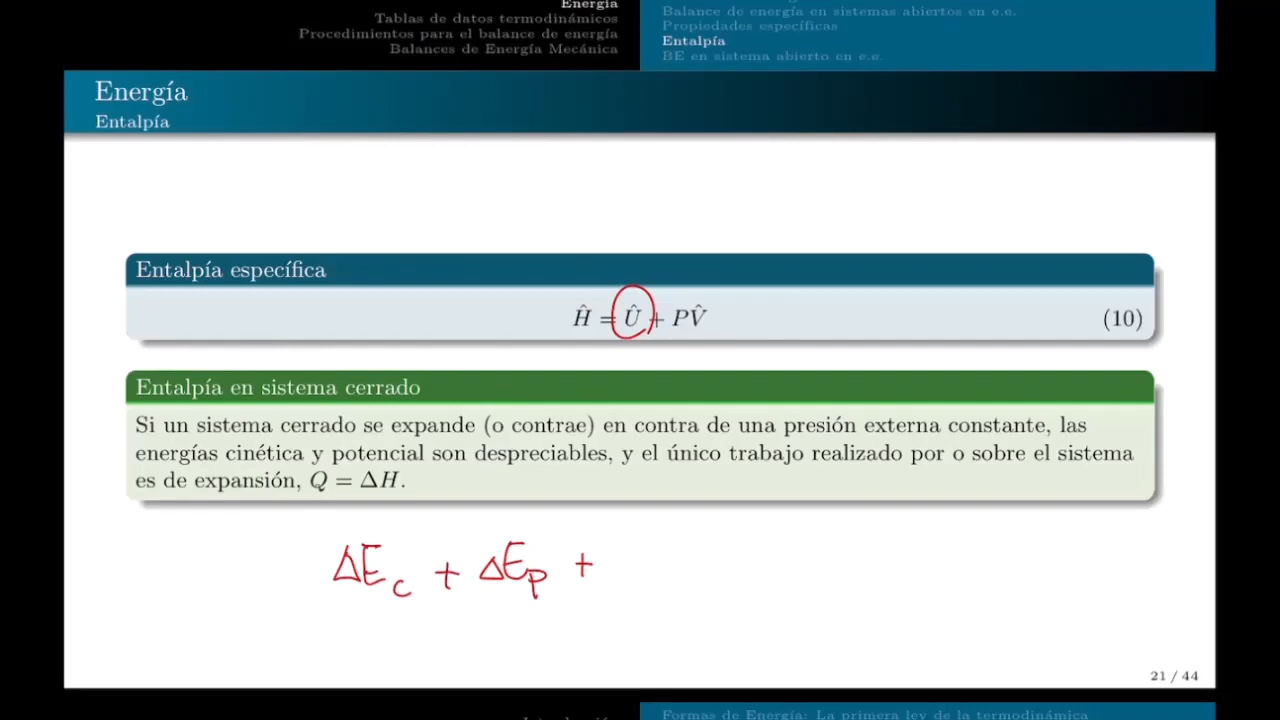 Energía
Tablas de datos termodinámicos
Procedimientos para el balance de energía
Balances de Energía Mecánica
Balance de energía en sistemas abiertos en e.e.
Propiedades específicas
Entalpía
BE en sistema abierto en e.e.
Energía
Entalpía
Entalpía específica
Ĥ = Û + PV̂ (10)
Entalpía en sistema cerrado
Si un sistema cerrado se expande (o contrae) en contra de una presión externa constante, las
energías cinética y potencial son despreciables, y el único trabajo realizado por o sobre el sistema
es de expansión, Q = ΔH.
ΔE_c + ΔE_p +
21 / 44
Formas de Energía: La primera ley de la termodinámica